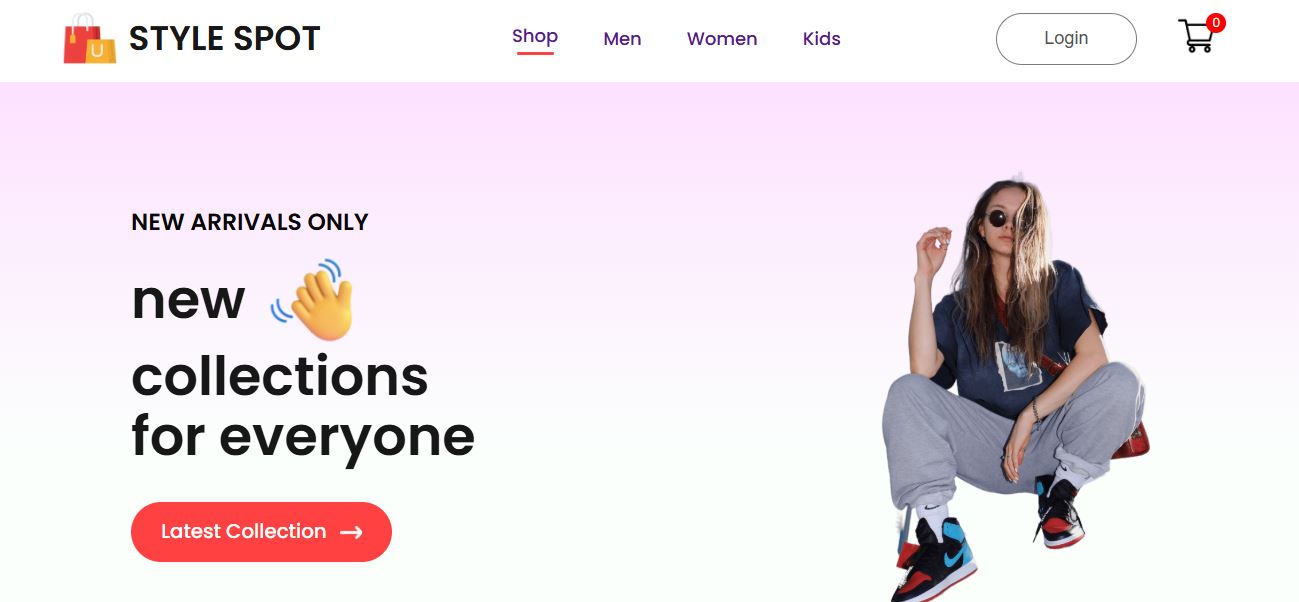 U
STYLE SPOT
Shop
Men
Women
Kids
Login
0
NEW ARRIVALS ONLY
new
collections
for everyone
Latest Collection →